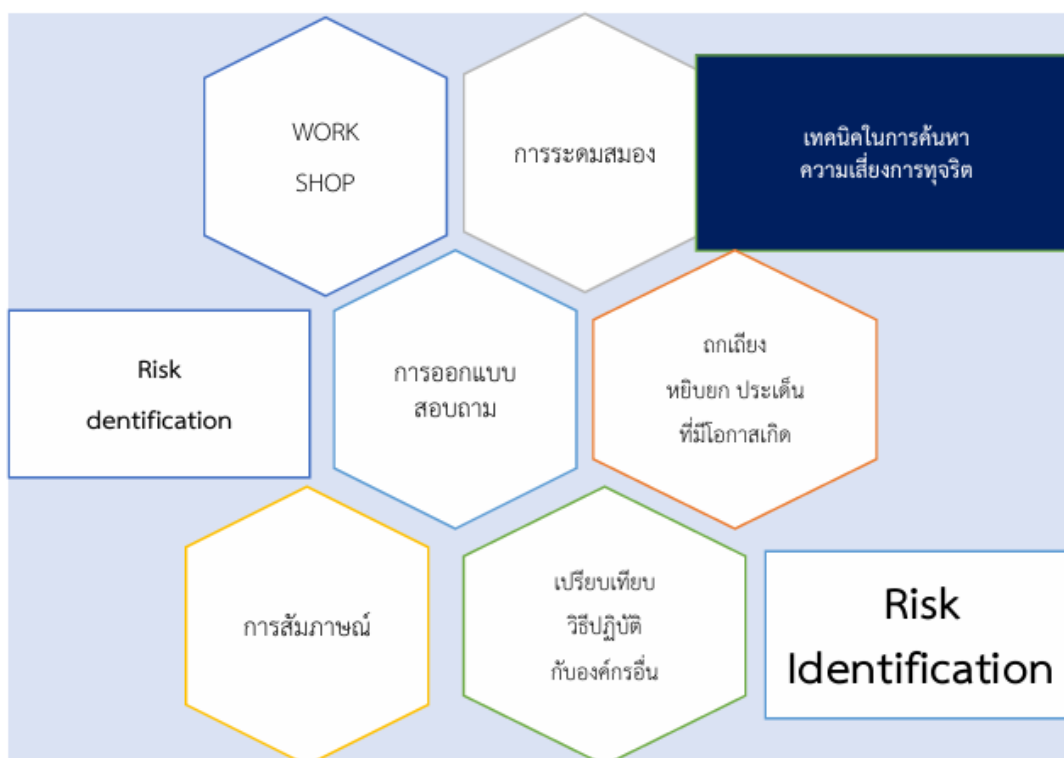 WORK
SHOP
การระดมสมอง
เทคนิคในการค้นหา
ความเสี่ยงการทุจริต
Risk
dentification
การออกแบบ
สอบถาม
ถกเถียง
หยิบยก ประเด็น
ที่มีโอกาสเกิด
การสัมภาษณ์
เปรียบเทียบ
วิธีปฏิบัติ
กับองค์กรอื่น
Risk
Identification